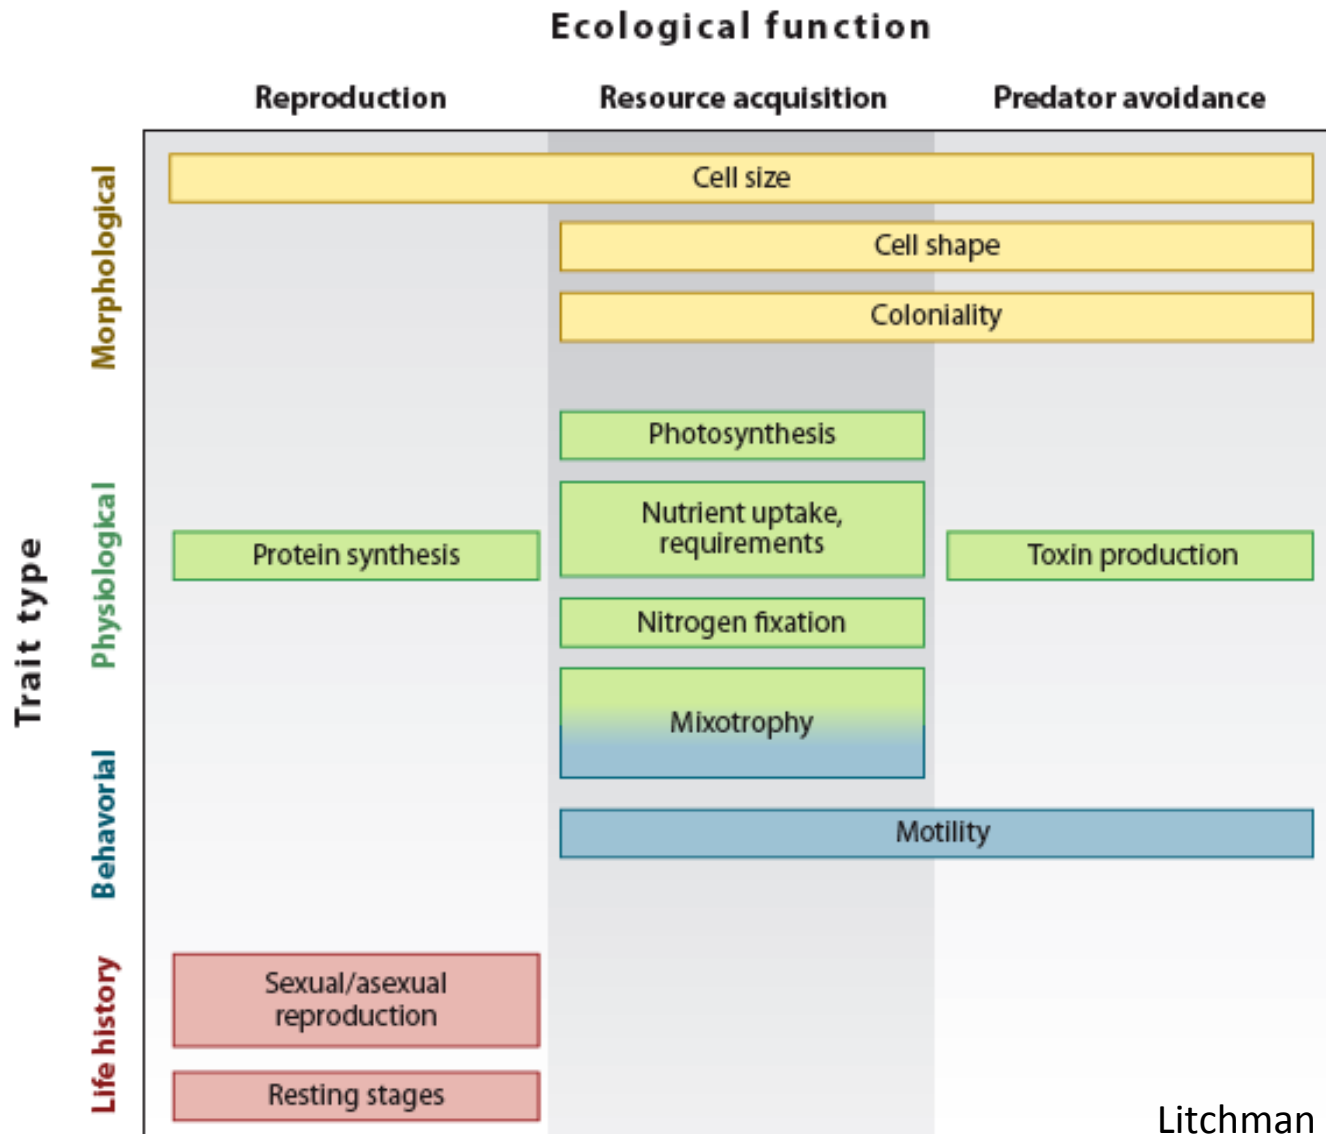 Ecological function
Reproduction Resource acquisition Predator avoidance
Trait type
Morphological
Cell size
Cell shape
Coloniality
Physiological
Photosynthesis
Nutrient uptake,
requirements
Protein synthesis
Toxin production
Nitrogen fixation
Mixotrophy
Behavorial
Motility
Life history
Sexual/asexual
reproduction
Resting stages
Litchman